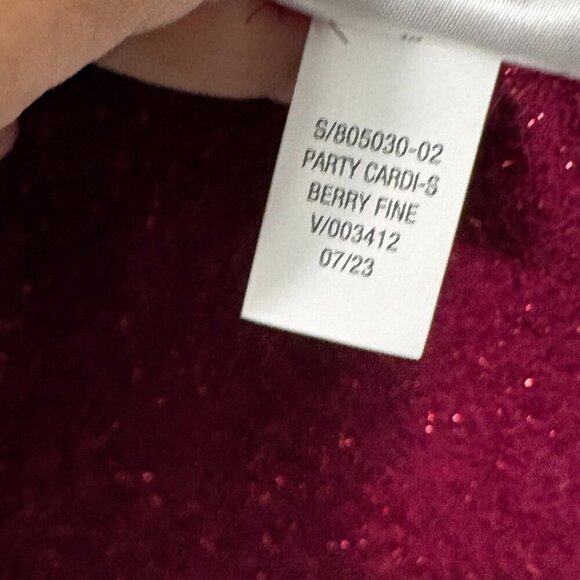 S/805030-02
PARTY CARDI-S
BERRY FINE
V/003412
07/23